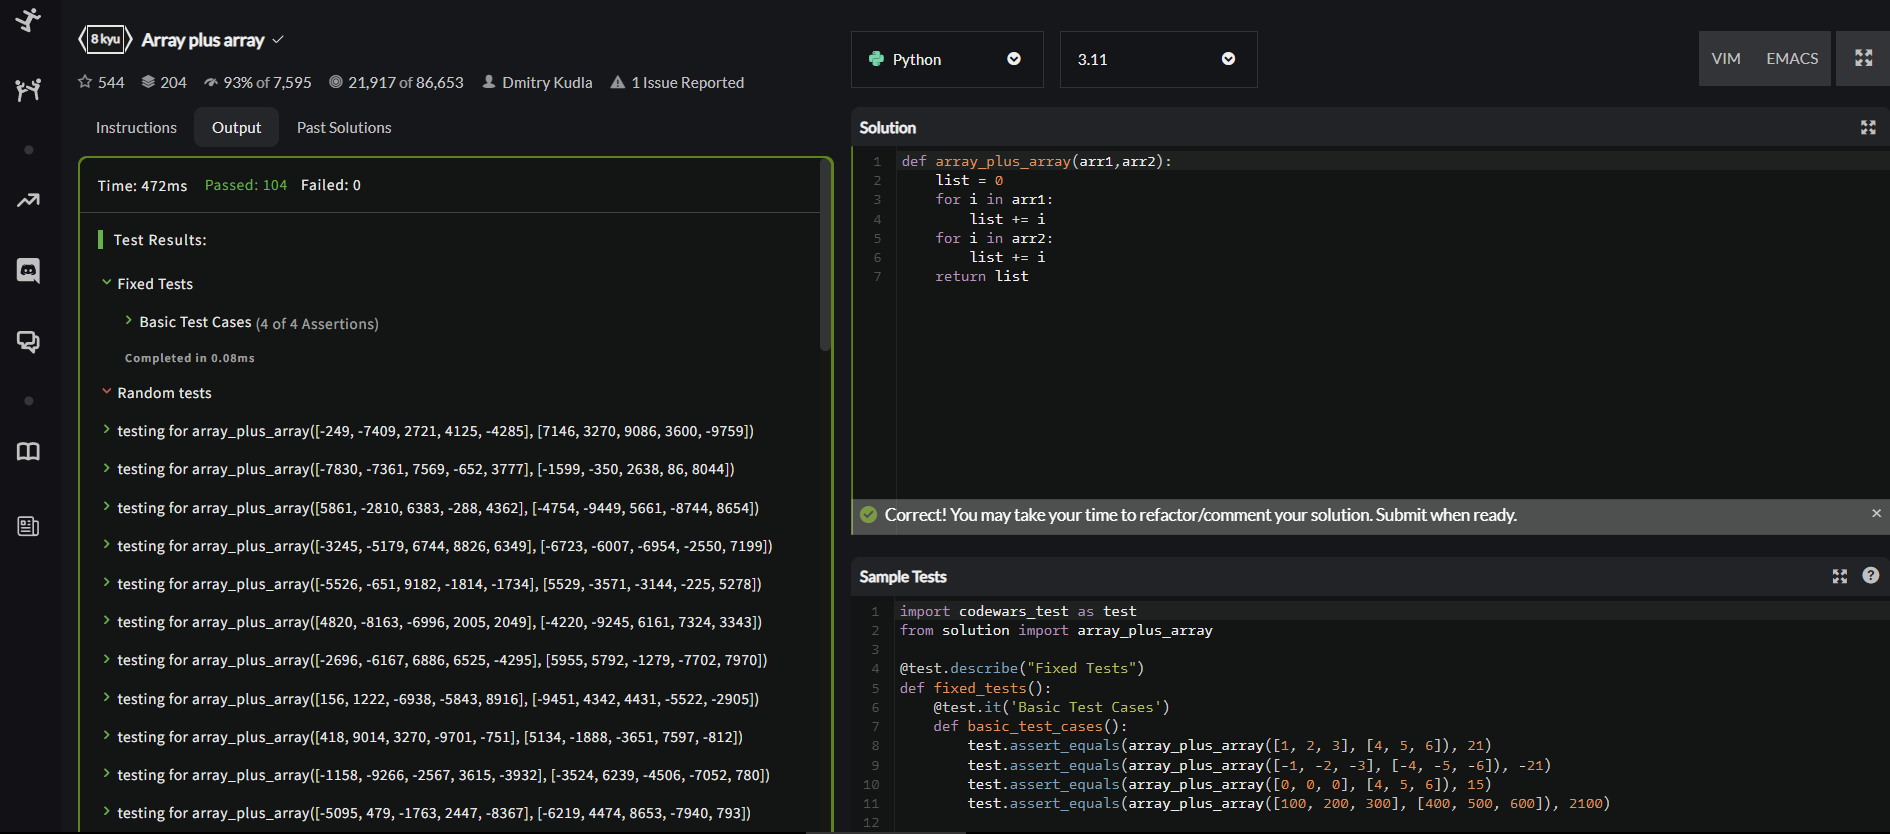 8 kyu Array plus array
544 204 93% of 7,595 21,917 of 86,653 Dmitry Kudla 1 Issue Reported
Instructions Output Past Solutions
Time: 472ms Passed: 104 Failed: 0
Test Results:
Fixed Tests
Basic Test Cases (4 of 4 Assertions)
Completed in 0.08ms
Random tests
testing for array_plus_array([-249, -7409, 2721, 4125, -4285], [7146, 3270, 9086, 3600, -9759])
testing for array_plus_array([-7830, -7361, 7569, -652, 3777], [-1599, -350, 2638, 86, 8044])
testing for array_plus_array([5861, -2810, 6383, -288, 4362], [-4754, -9449, 5661, -8744, 8654])
testing for array_plus_array([-3245, -5179, 6744, 8826, 6349], [-6723, -6007, -6954, -2550, 7199])
testing for array_plus_array([-5526, -651, 9182, -1814, -1734], [5529, -3571, -3144, -225, 5278])
testing for array_plus_array([4820, -8163, -6996, 2005, 2049], [-4220, -9245, 6161, 7324, 3343])
testing for array_plus_array([-2696, -6167, 6886, 6525, -4295], [5955, 5792, -1279, -7702, 7970])
testing for array_plus_array([156, 1222, -6938, -5843, 8916], [-9451, 4342, 4431, -5522, -2905])
testing for array_plus_array([418, 9014, 3270, -9701, -751], [5134, -1888, -3651, 7597, -812])
testing for array_plus_array([-1158, -9266, -2567, 3615, -3932], [-3524, 6239, -4506, -7052, 780])
testing for array_plus_array([-5095, 479, -1763, 2447, -8367], [-6219, 4474, 8653, -7940, 793])
Python 3.11 VIM EMACS
Solution
1 def array_plus_array(arr1,arr2):
2 list = 0
3 for i in arr1:
4 list += i
5 for i in arr2:
6 list += i
7 return list
Correct! You may take your time to refactor/comment your solution. Submit when ready. ×
Sample Tests ?
1 import codewars_test as test
2 from solution import array_plus_array
3
4 @test.describe("Fixed Tests")
5 def fixed_tests():
6 @test.it('Basic Test Cases')
7 def basic_test_cases():
8 test.assert_equals(array_plus_array([1, 2, 3], [4, 5, 6]), 21)
9 test.assert_equals(array_plus_array([-1, -2, -3], [-4, -5, -6]), -21)
10 test.assert_equals(array_plus_array([0, 0, 0], [4, 5, 6]), 15)
11 test.assert_equals(array_plus_array([100, 200, 300], [400, 500, 600]), 2100)
12